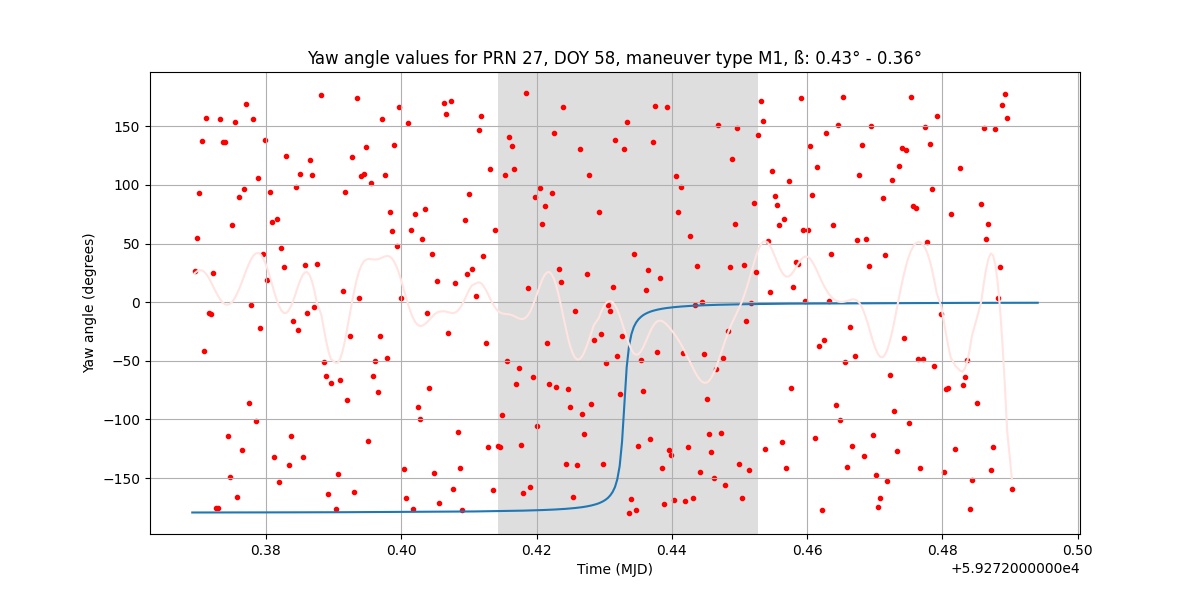 Yaw angle values for PRN 27, DOY 58, maneuver type M1, ß: 0.43° - 0.36°
Yaw angle (degrees)
150
100
50
0
−50
−100
−150
0.38 0.40 0.42 0.44 0.46 0.48 0.50
Time (MJD)
+5.9272000000e4